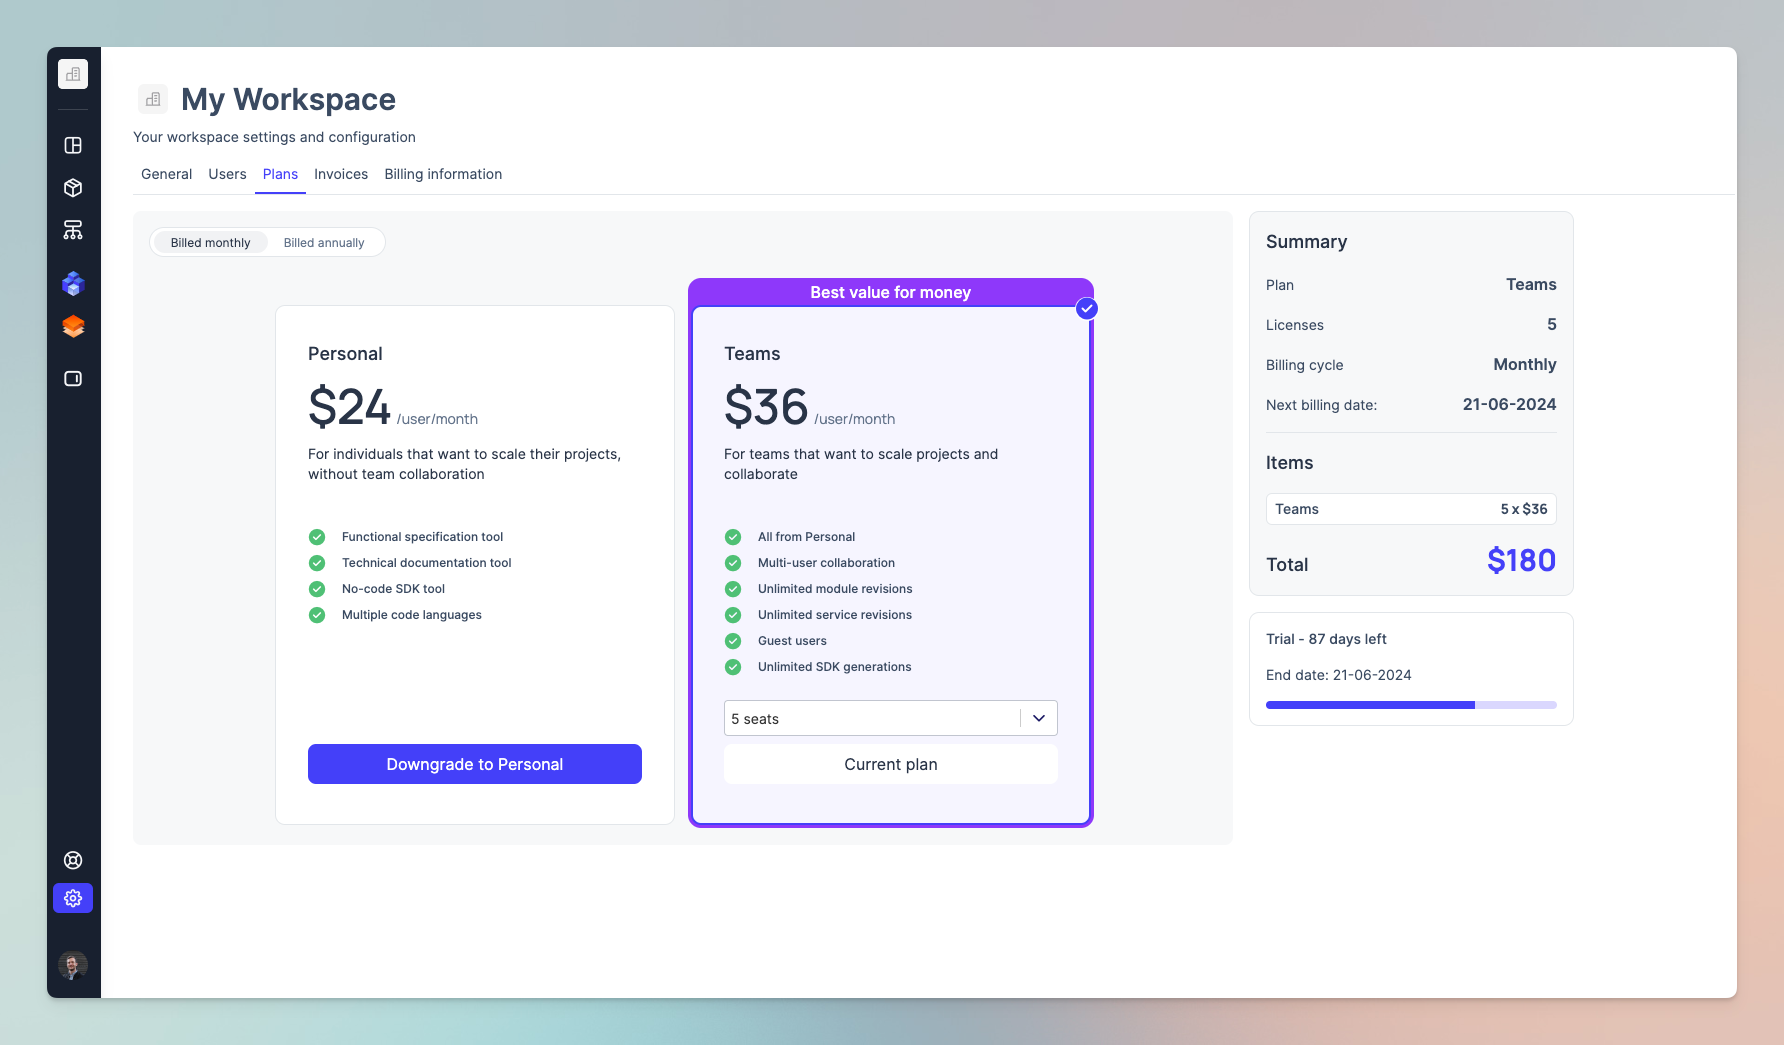 My Workspace
Your workspace settings and configuration
General Users Plans Invoices Billing information
Billed monthly Billed annually
Personal
$24 /user/month
For individuals that want to scale their projects,
without team collaboration
Functional specification tool
Technical documentation tool
No-code SDK tool
Multiple code languages
Downgrade to Personal
Best value for money
Teams
$36 /user/month
For teams that want to scale projects and
collaborate
All from Personal
Multi-user collaboration
Unlimited module revisions
Unlimited service revisions
Guest users
Unlimited SDK generations
5 seats
Current plan
Summary
Plan Teams
Licenses 5
Billing cycle Monthly
Next billing date: 21-06-2024
Items
Teams 5 x $36
Total $180
Trial - 87 days left
End date: 21-06-2024